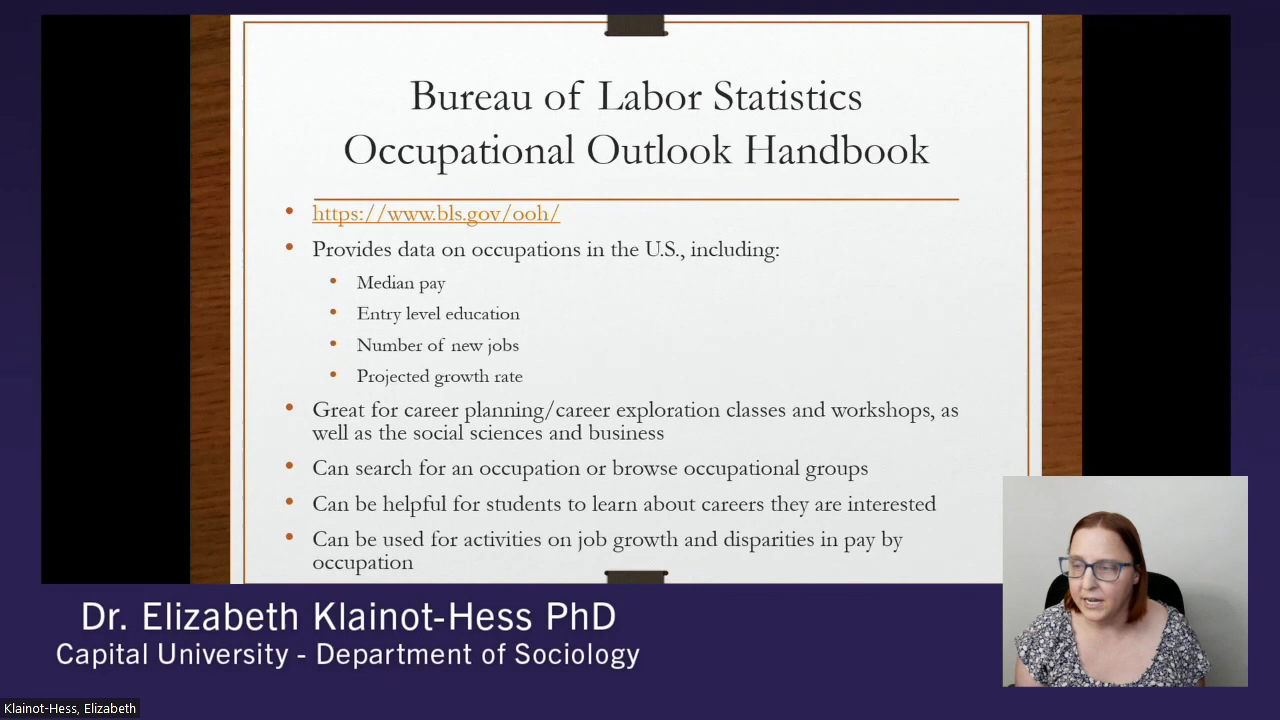 Bureau of Labor Statistics
Occupational Outlook Handbook
• https://www.bls.gov/ooh/
• Provides data on occupations in the U.S., including:
• Median pay
• Entry level education
• Number of new jobs
• Projected growth rate
• Great for career planning/career exploration classes and workshops, as
well as the social sciences and business
• Can search for an occupation or browse occupational groups
• Can be helpful for students to learn about careers they are interested
• Can be used for activities on job growth and disparities in pay by
occupation
Dr. Elizabeth Klainot-Hess PhD
Capital University - Department of Sociology
Klainot-Hess, Elizabeth